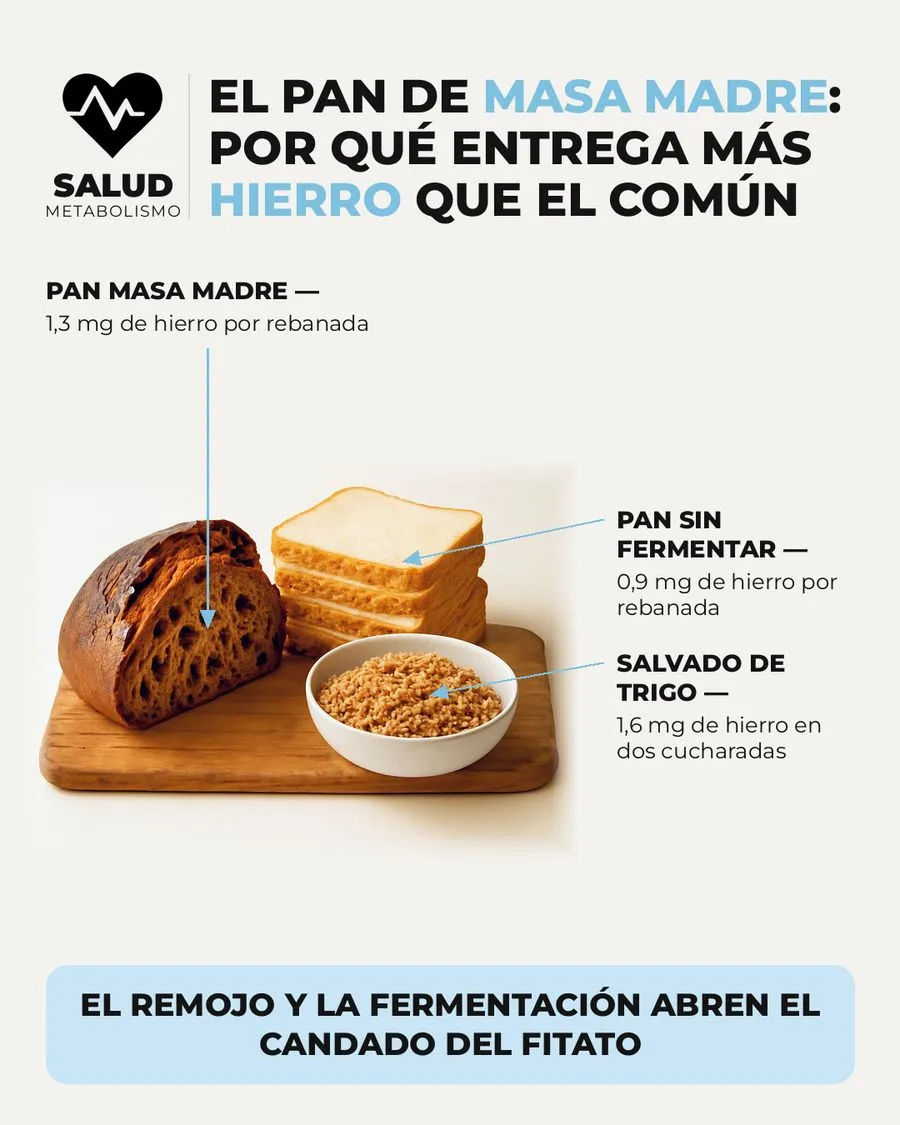 SALUD
METABOLISMO
EL PAN DE MASA MADRE:
POR QUÉ ENTREGA MÁS
HIERRO QUE EL COMÚN
PAN MASA MADRE —
1,3 mg de hierro por rebanada
PAN SIN
FERMENTAR —
0,9 mg de hierro por
rebanada
SALVADO DE
TRIGO —
1,6 mg de hierro en
dos cucharadas
EL REMOJO Y LA FERMENTACIÓN ABREN EL
CANDADO DEL FITATO